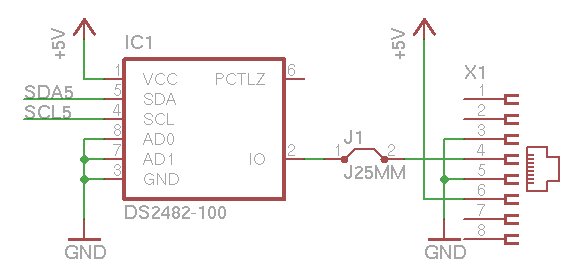 +5V
IC1
1 VCC PCTLZ 6
SDA5 5 SDA
SCL5 4 SCL
8 AD0
7 AD1 IO 2
3 GND
DS2482-100
GND
J1
1 2
J25MM
+5V
X1
1
2
3
4
5
6
7
8
GND